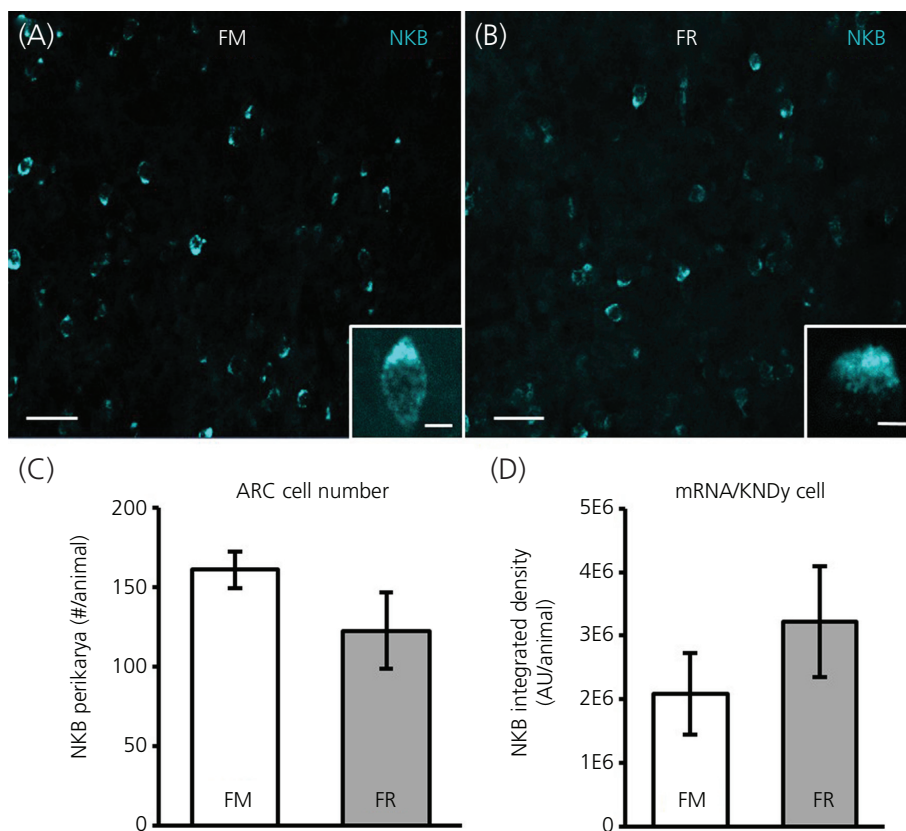 (A)
FM
NKB
(B)
FR
NKB
(C)
ARC cell number
NKB perikarya (#/animal)
200
150
100
50
0
FM
FR
(D)
mRNA/KNDy cell
NKB integrated density
(AU/animal)
5E6
4E6
3E6
2E6
1E6
0
FM
FR